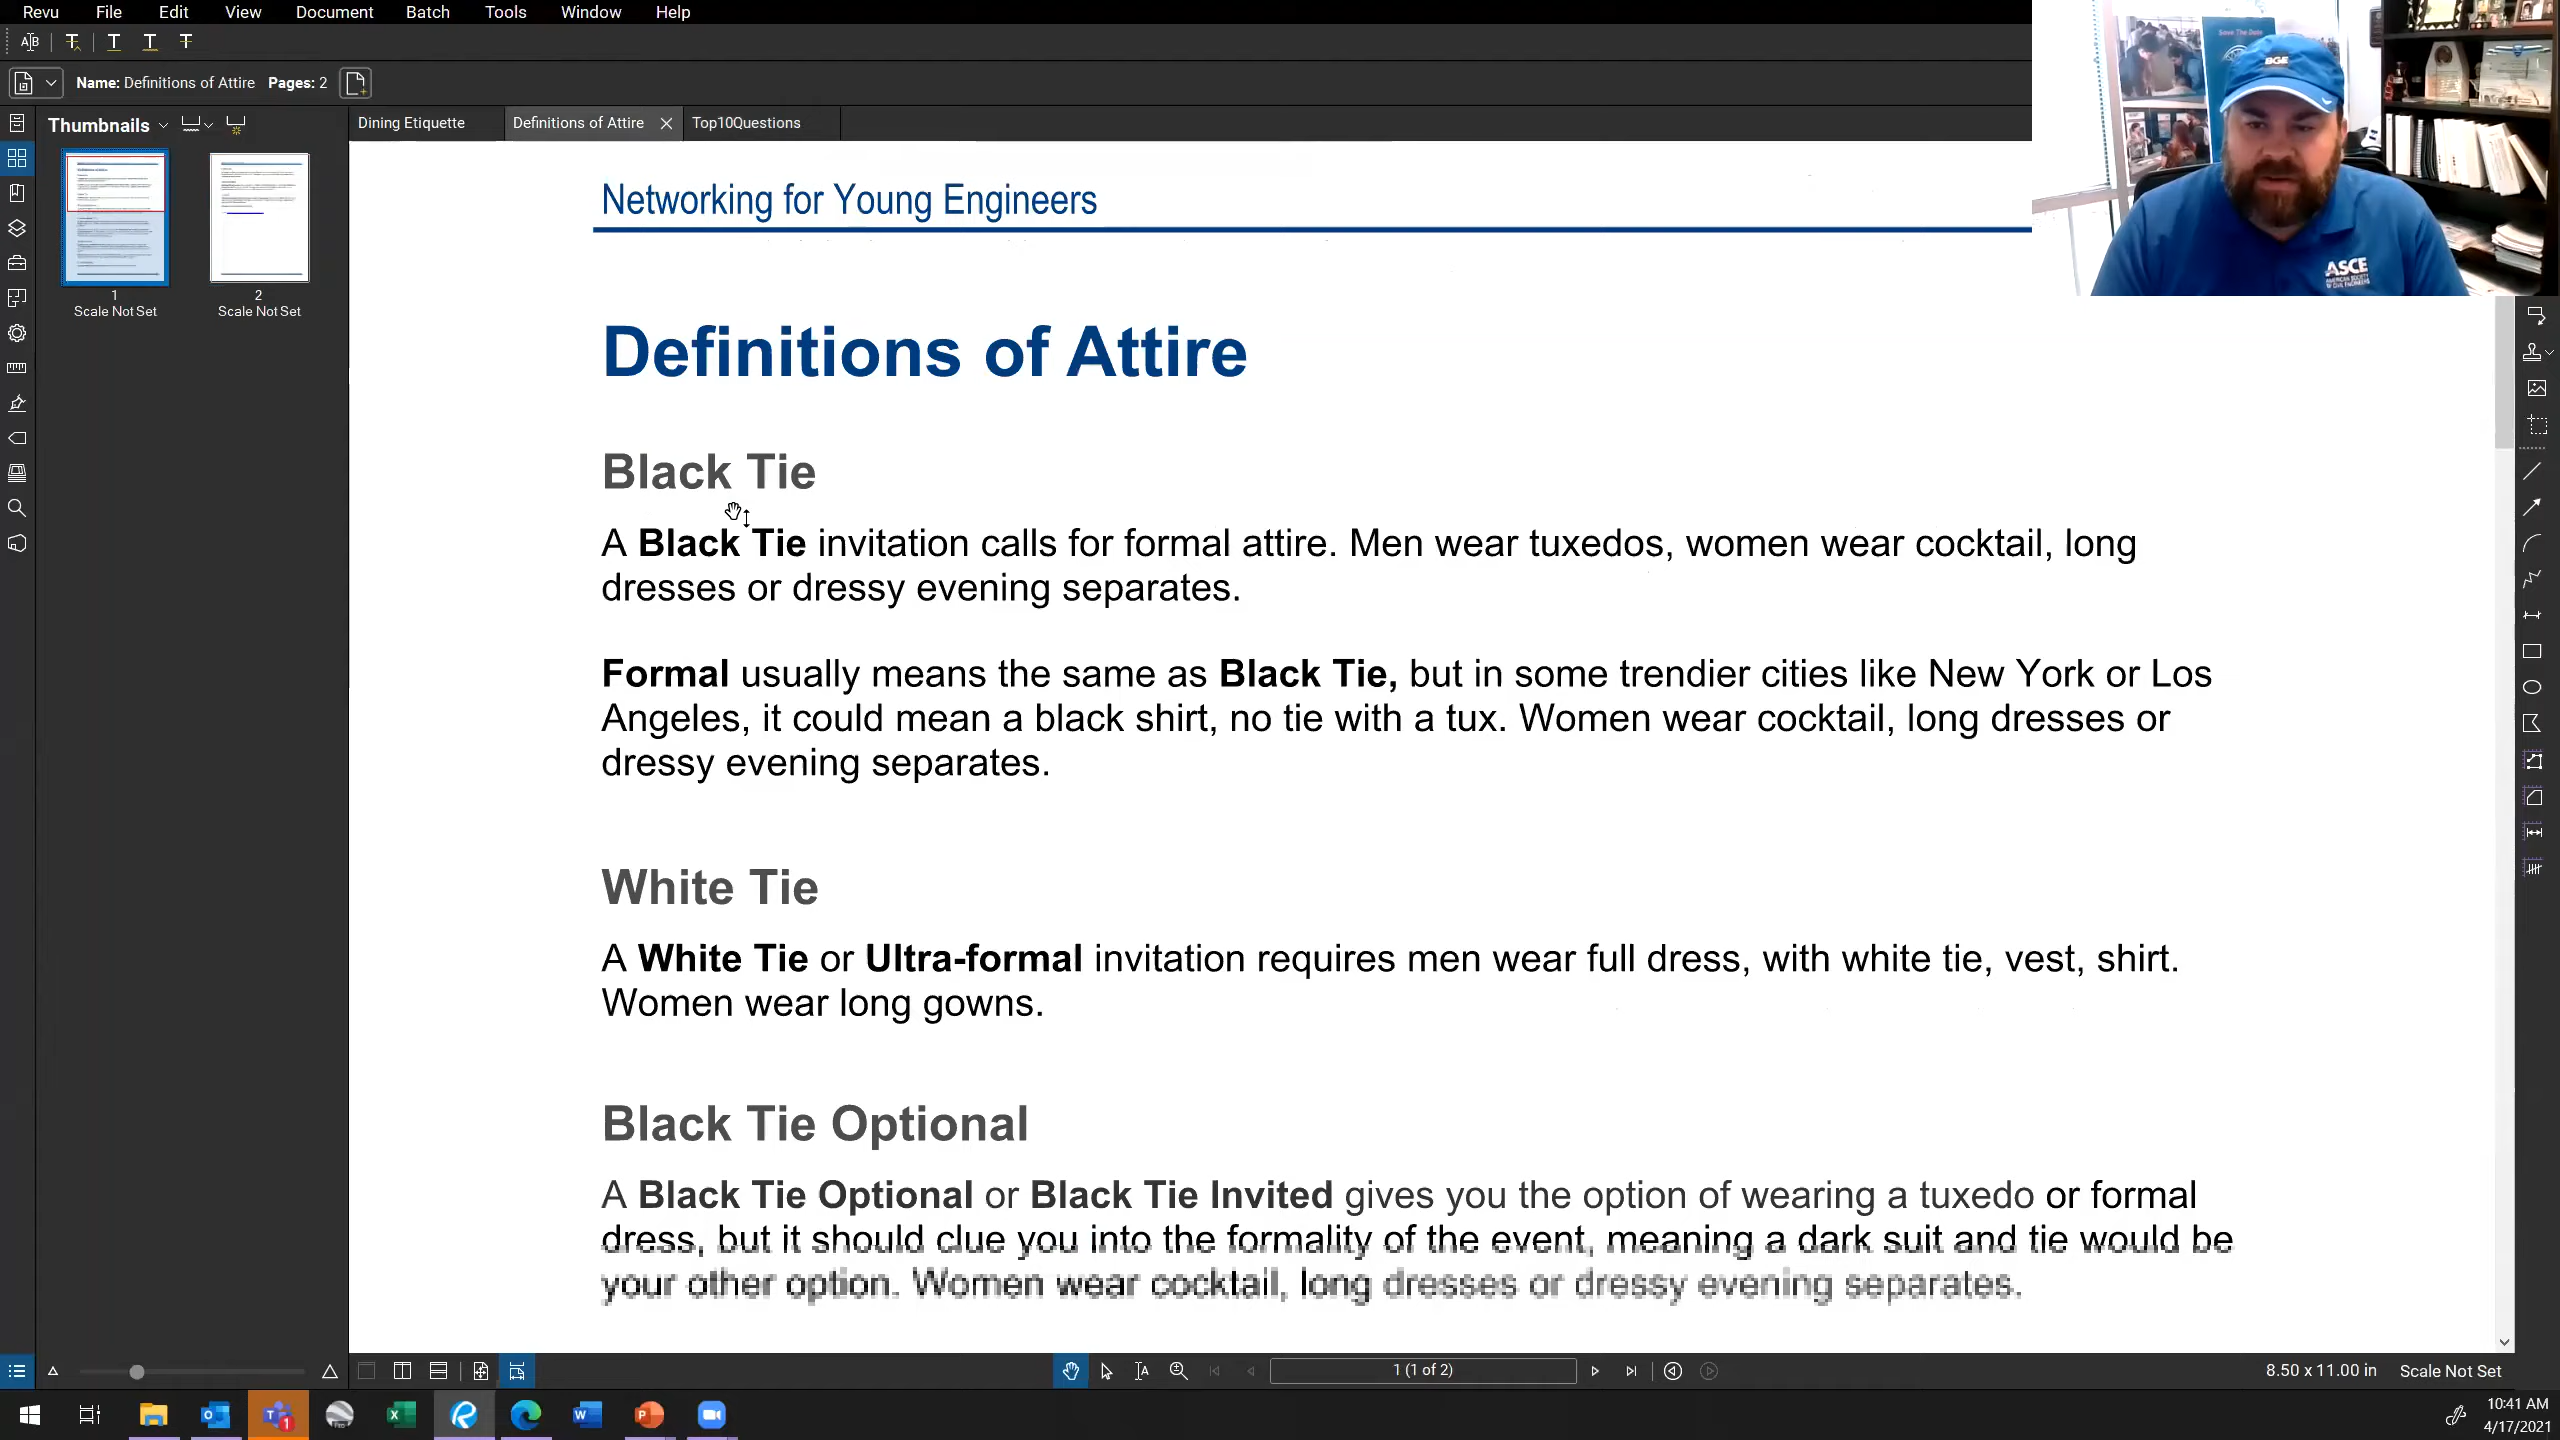 Revu File Edit View Document Batch Tools Window Help
Name: Definitions of Attire Pages: 2
Thumbnails
Dining Etiquette Definitions of Attire Top10Questions
1
Scale Not Set
2
Scale Not Set
Networking for Young Engineers
Definitions of Attire
Black Tie
A Black Tie invitation calls for formal attire. Men wear tuxedos, women wear cocktail, long
dresses or dressy evening separates.
Formal usually means the same as Black Tie, but in some trendier cities like New York or Los
Angeles, it could mean a black shirt, no tie with a tux. Women wear cocktail, long dresses or
dressy evening separates.
White Tie
A White Tie or Ultra-formal invitation requires men wear full dress, with white tie, vest, shirt.
Women wear long gowns.
Black Tie Optional
A Black Tie Optional or Black Tie Invited gives you the option of wearing a tuxedo or formal
dress, but it should clue you into the formality of the event, meaning a dark suit and tie would be
your other option. Women wear cocktail, long dresses or dressy evening separates.
Save The Date
BGE
ASCE
AMERICAN SOCIETY
OF CIVIL ENGINEERS
1 (1 of 2)
8.50 x 11.00 in Scale Not Set
10:41 AM
4/17/2021